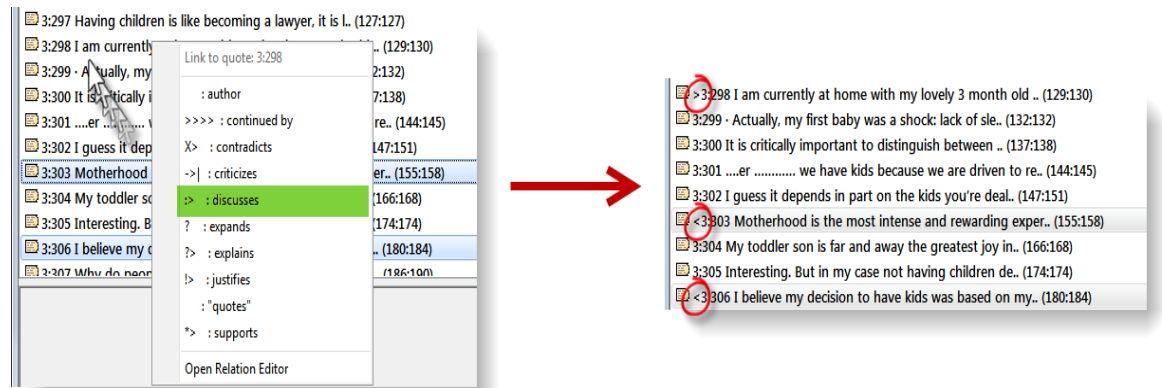 3:297 Having children is like becoming a lawyer, it is l.. (127:127)
3:298 I am currently .. (129:130)
3:299 · Actually, my 2:132)
3:300 It is critically i 7:138)
3:301 ....er ............ re.. (144:145)
3:302 I guess it dep 147:151)
3:303 Motherhood er.. (155:158)
3:304 My toddler so (166:168)
3:305 Interesting. B (174:174)
3:306 I believe my d .. (180:184)
3:307 Why do peop (186:190)
Link to quote: 3:298
: author
>>>> : continued by
X> : contradicts
->| : criticizes
:> : discusses
? : expands
?> : explains
!> : justifies
: "quotes"
*> : supports
Open Relation Editor
>3:298 I am currently at home with my lovely 3 month old .. (129:130)
3:299 · Actually, my first baby was a shock: lack of sle.. (132:132)
3:300 It is critically important to distinguish between .. (137:138)
3:301 ....er ............ we have kids because we are driven to re.. (144:145)
3:302 I guess it depends in part on the kids you're deal.. (147:151)
<3:303 Motherhood is the most intense and rewarding exper.. (155:158)
3:304 My toddler son is far and away the greatest joy in.. (166:168)
3:305 Interesting. But in my case not having children de.. (174:174)
<3:306 I believe my decision to have kids was based on my.. (180:184)